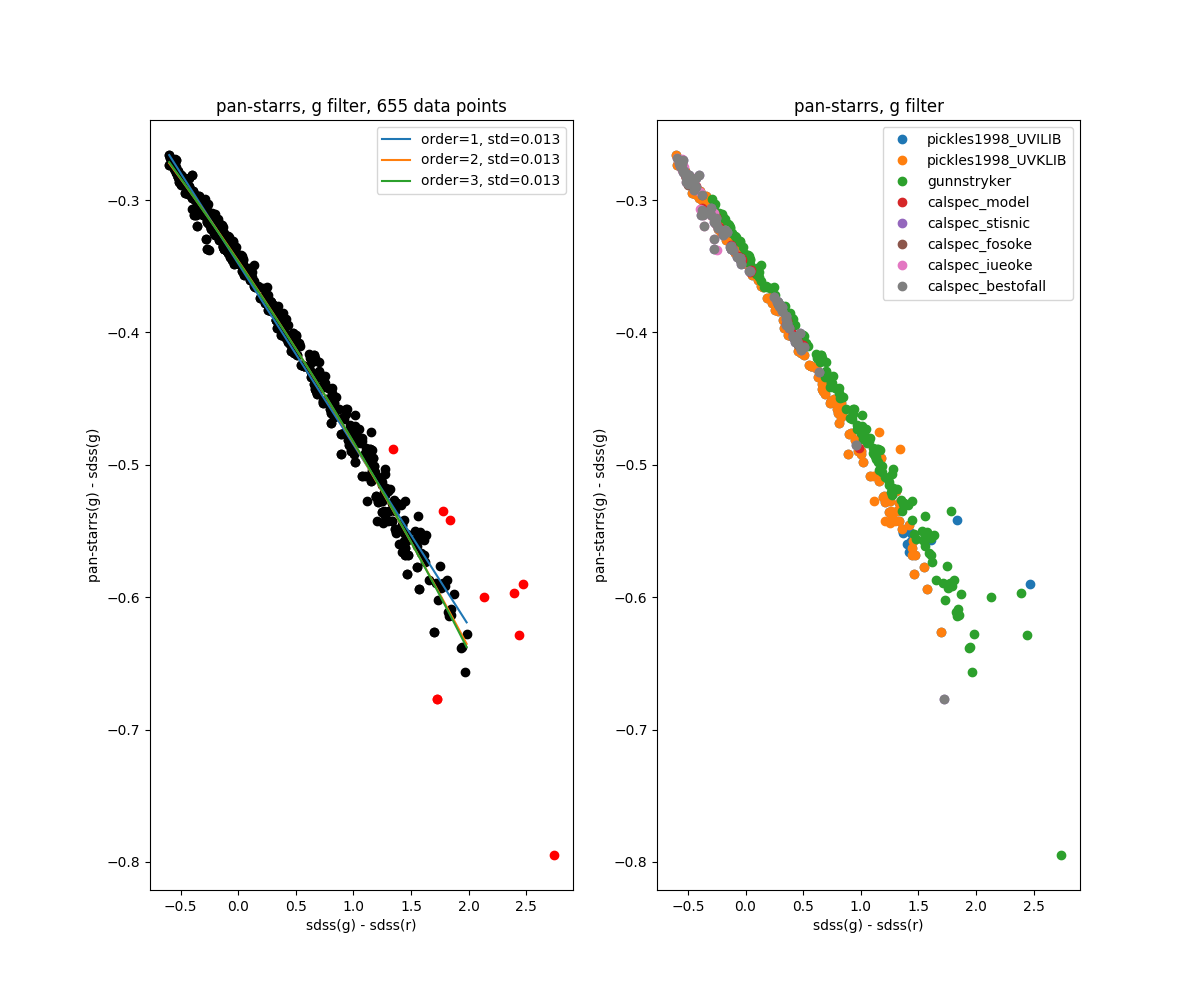 pan-starrs, g filter, 655 data points
order=1, std=0.013
order=2, std=0.013
order=3, std=0.013
−0.3
−0.4
−0.5
−0.6
−0.7
−0.8
pan-starrs(g) - sdss(g)
−0.5 0.0 0.5 1.0 1.5 2.0 2.5
sdss(g) - sdss(r)
pan-starrs, g filter
pickles1998_UVILIB
pickles1998_UVKLIB
gunnstryker
calspec_model
calspec_stisnic
calspec_fosoke
calspec_iueoke
calspec_bestofall
−0.3
−0.4
−0.5
−0.6
−0.7
−0.8
pan-starrs(g) - sdss(g)
−0.5 0.0 0.5 1.0 1.5 2.0 2.5
sdss(g) - sdss(r)